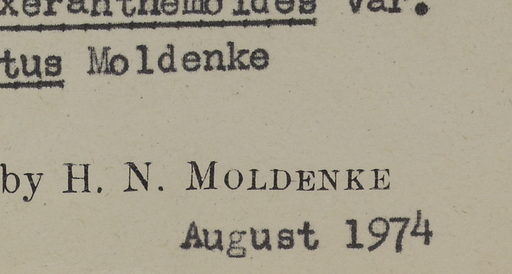 xeranthemoides var.
tus Moldenke
by H. N. MOLDENKE
August 1974